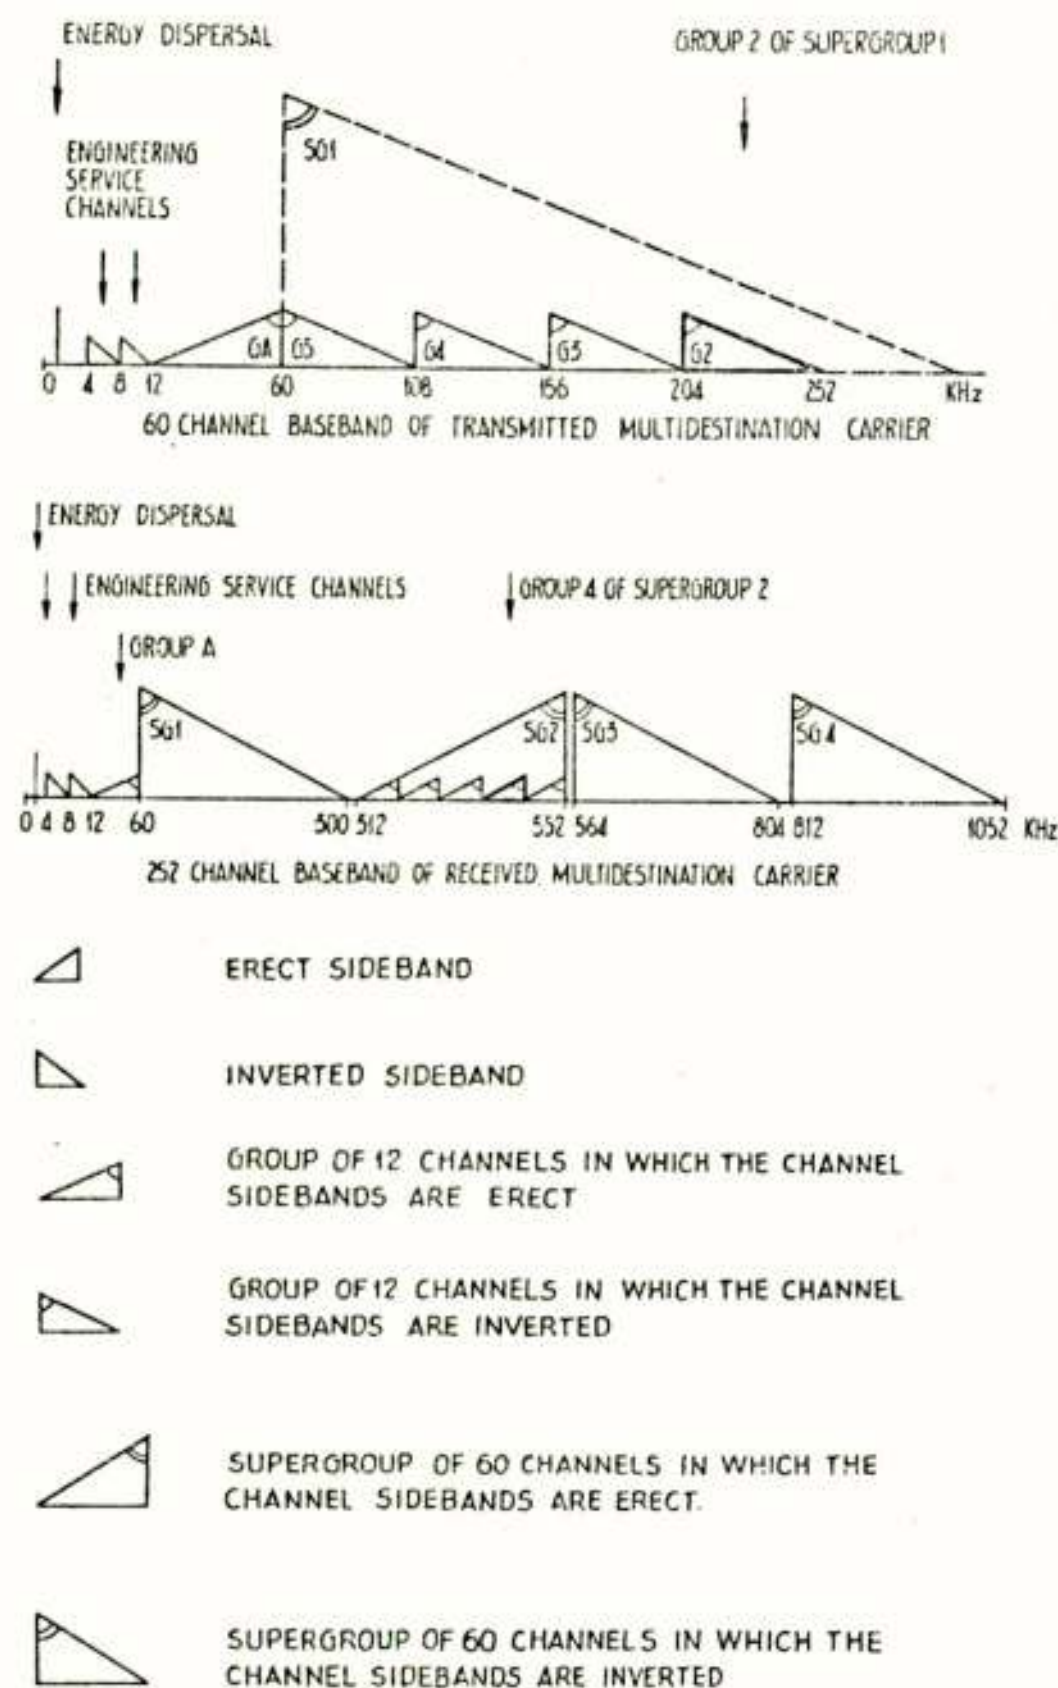 ENERGY DISPERSAL
GROUP 2 OF SUPERGROUP 1
ENGINEERING
SERVICE
CHANNELS
SG1
GA G5 G4 G3 G2
0 4 8 12 60 108 156 204 252 KHz
60 CHANNEL BASEBAND OF TRANSMITTED MULTIDESTINATION CARRIER
ENERGY DISPERSAL
ENGINEERING SERVICE CHANNELS
GROUP 4 OF SUPERGROUP 2
GROUP A
SG1 SG2 SG3 SG4
0 4 8 12 60 300 312 552 564 804 812 1052 KHz
252 CHANNEL BASEBAND OF RECEIVED MULTIDESTINATION CARRIER
ERECT SIDEBAND
INVERTED SIDEBAND
GROUP OF 12 CHANNELS IN WHICH THE CHANNEL
SIDEBANDS ARE ERECT
GROUP OF 12 CHANNELS IN WHICH THE CHANNEL
SIDEBANDS ARE INVERTED
SUPERGROUP OF 60 CHANNELS IN WHICH THE
CHANNEL SIDEBANDS ARE ERECT.
SUPERGROUP OF 60 CHANNELS IN WHICH THE
CHANNEL SIDEBANDS ARE INVERTED